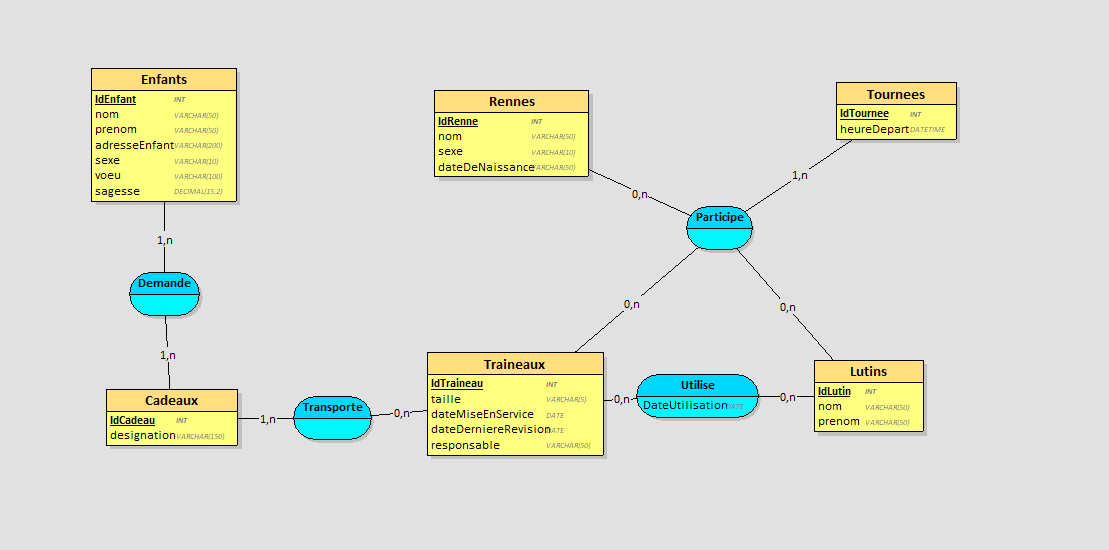 Enfants
IdEnfant INT
nom VARCHAR(50)
prenom VARCHAR(50)
adresseEnfant VARCHAR(200)
sexe VARCHAR(10)
voeu VARCHAR(100)
sagesse DECIMAL(15,2)
Rennes
IdRenne INT
nom VARCHAR(50)
sexe VARCHAR(10)
dateDeNaissance VARCHAR(50)
Tournees
IdTournee INT
heureDepart DATETIME
1,n
0,n
1,n
Participe
Demande
0,n
0,n
1,n
Cadeaux
IdCadeau INT
designation VARCHAR(150)
1,n
Transporte
0,n
Traineaux
IdTraineau INT
taille VARCHAR(5)
dateMiseEnService DATE
dateDerniereRevision DATE
responsable VARCHAR(50)
0,n
Utilise
DateUtilisation DATE
0,n
Lutins
IdLutin INT
nom VARCHAR(50)
prenom VARCHAR(50)